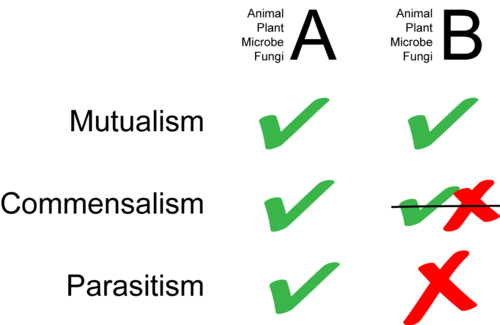 Animal
Plant
Microbe
Fungi
A
Animal
Plant
Microbe
Fungi
B
Mutualism
Commensalism
Parasitism